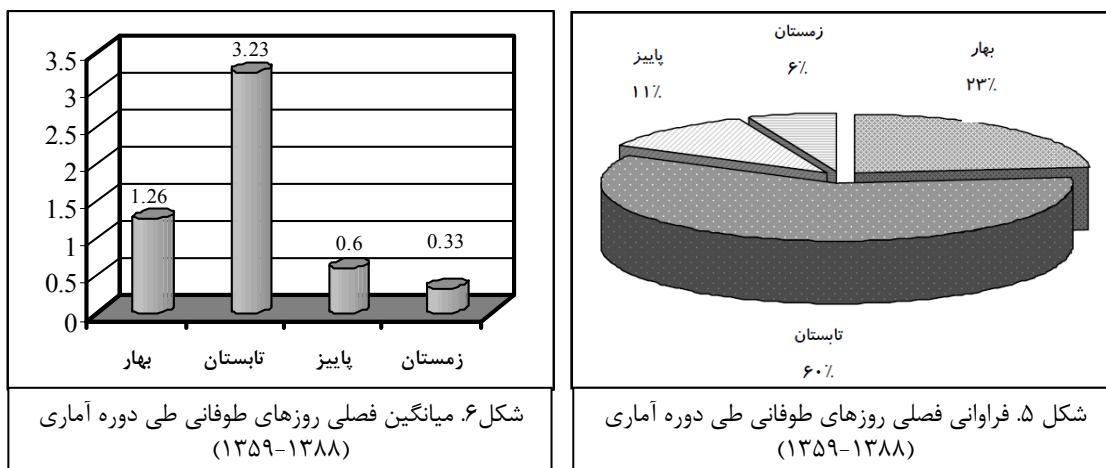 زمستان
۶٪
بهار
۲۳٪
پاییز
۱۱٪
تابستان
۶۰٪
شکل ۵. فراوانی فصلی روزهای طوفانی طی دوره آماری
(۱۳۵۹-۱۳۸۸)
3.5
3
2.5
2
1.5
1
0.5
0
1.26
3.23
0.6
0.33
بهار
تابستان
پاییز
زمستان
شکل۶. میانگین فصلی روزهای طوفانی طی دوره آماری
(۱۳۵۹-۱۳۸۸)